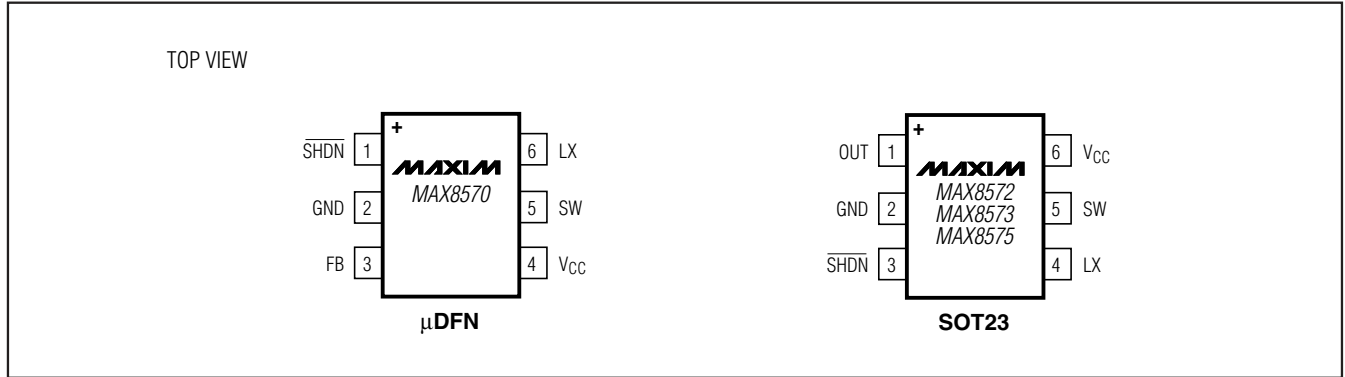 TOP VIEW
+
SHDN 1 6 LX
MAXIM
MAX8570
GND 2 5 SW
FB 3 4 VCC
µDFN
+
OUT 1 6 VCC
MAXIM
MAX8572
GND 2 5 SW
MAX8573
MAX8575
SHDN 3 4 LX
SOT23